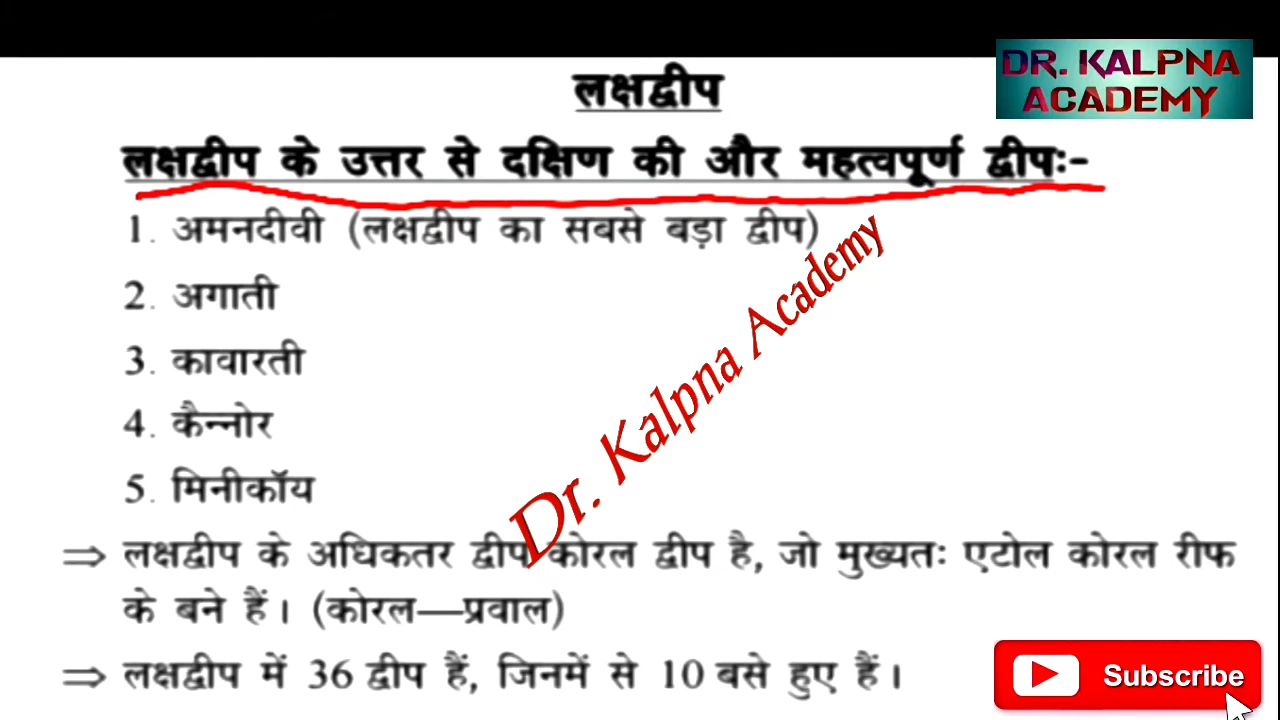 DR. KALPNA
ACADEMY
लक्षद्वीप
लक्षद्वीप के उत्तर से दक्षिण की और महत्वपूर्ण द्वीपः-
1. अमनदीवी (लक्षद्वीप का सबसे बड़ा द्वीप)
2. अगाती
3. कावारती
4. कैन्नोर
5. मिनीकॉय
Dr. Kalpna Academy
⇒ लक्षद्वीप के अधिकतर द्वीप कोरल द्वीप है, जो मुख्यतः एटोल कोरल रीफ
के बने हैं। (कोरल—प्रवाल)
⇒ लक्षद्वीप में 36 द्वीप हैं, जिनमें से 10 बसे हुए हैं।
Subscribe